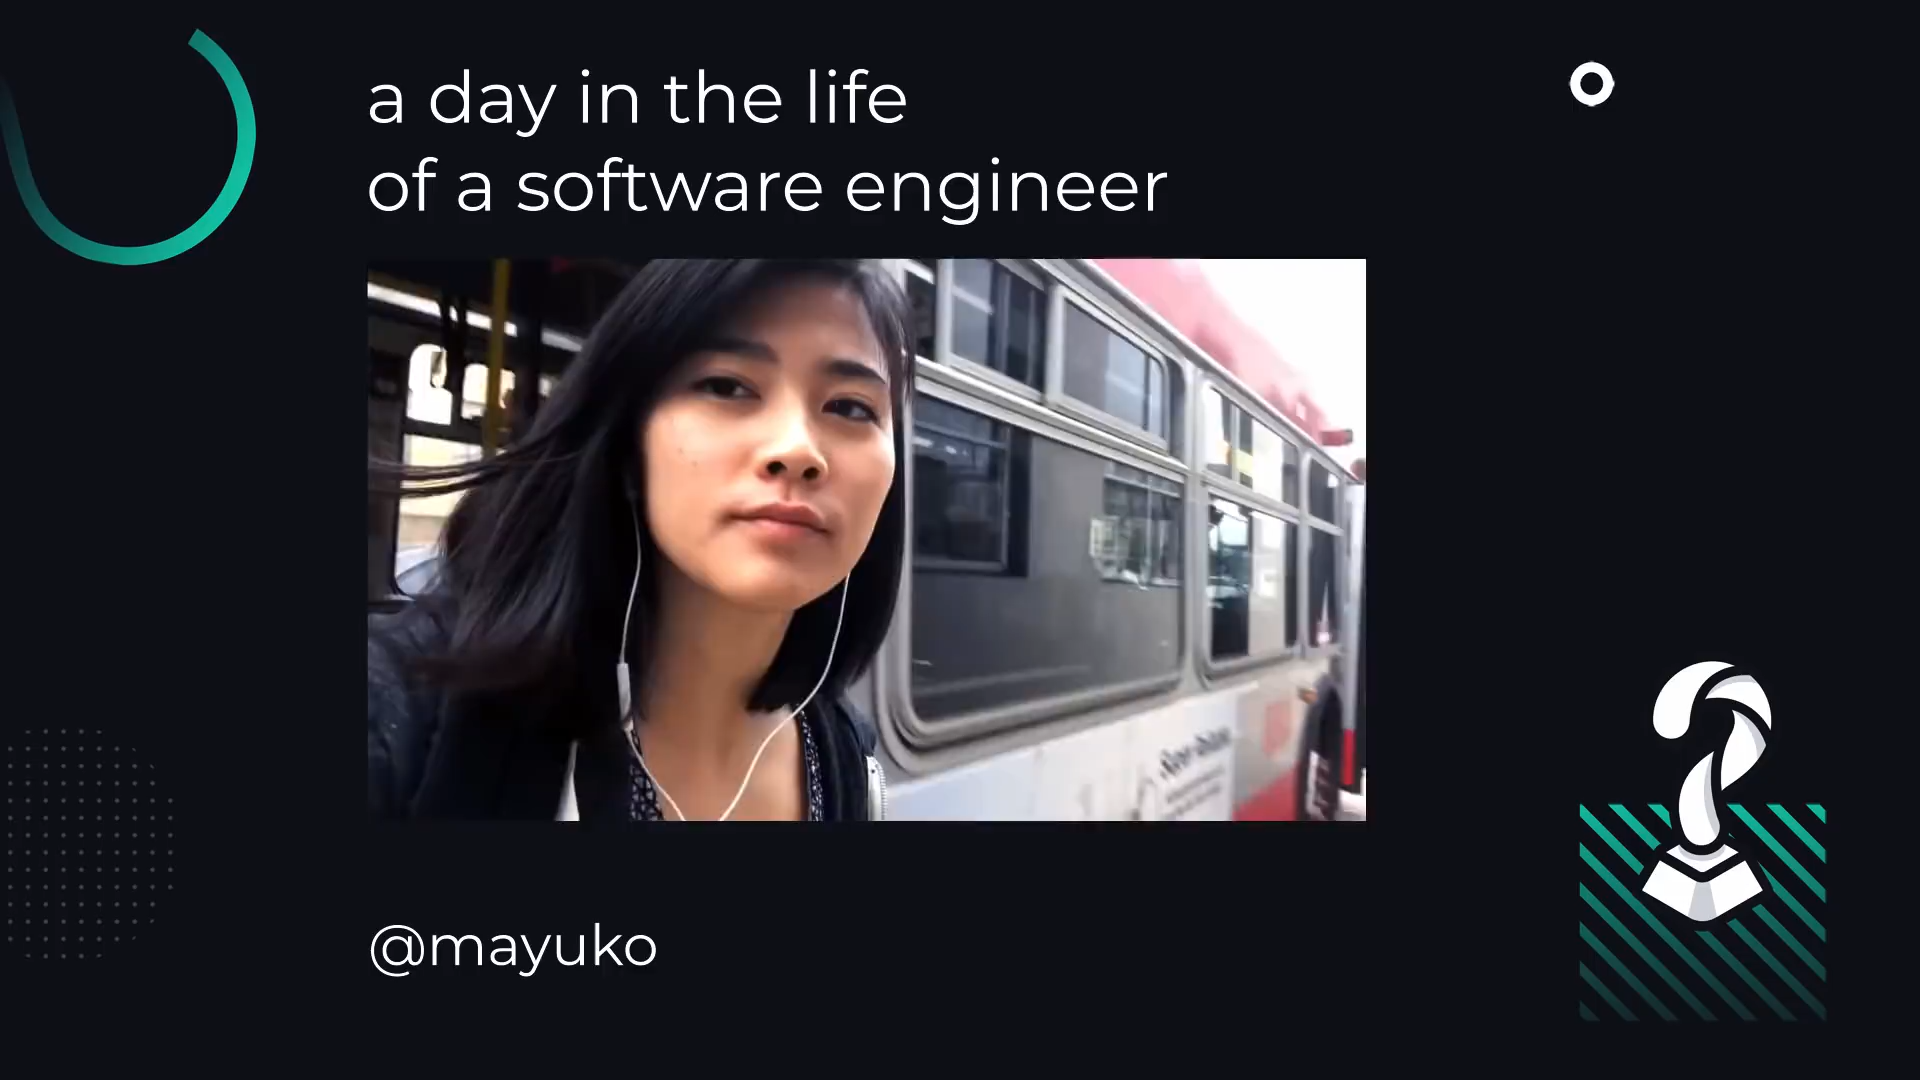 a day in the life
of a software engineer
@mayuko